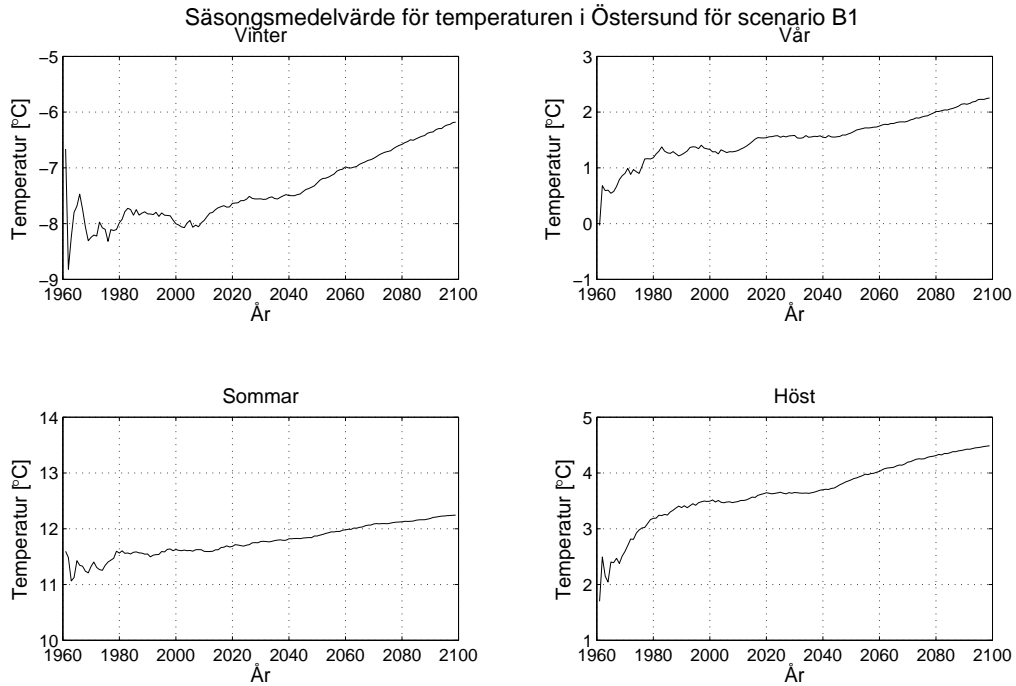 Säsongsmedelvärde för temperaturen i Östersund för scenario B1
Vinter
−5
−6
−7
−8
−9
Temperatur [°C]
1960 1980 2000 2020 2040 2060 2080 2100
År
Vår
3
2
1
0
−1
Temperatur [°C]
1960 1980 2000 2020 2040 2060 2080 2100
År
Sommar
14
13
12
11
10
Temperatur [°C]
1960 1980 2000 2020 2040 2060 2080 2100
År
Höst
5
4
3
2
1
Temperatur [°C]
1960 1980 2000 2020 2040 2060 2080 2100
År